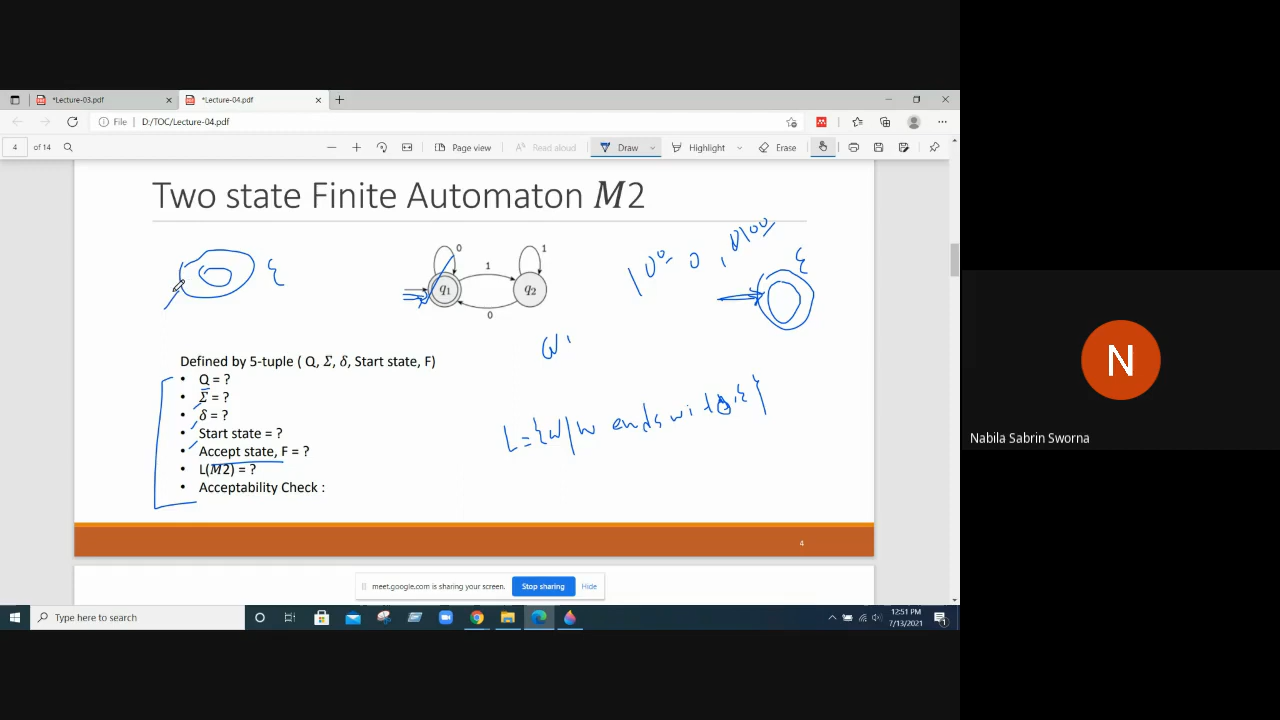 *Lecture-03.pdf
*Lecture-04.pdf
File
D:/TOC/Lecture-04.pdf
4 of 14
Page view
Read aloud
Draw
Highlight
Erase
Two state Finite Automaton M2
0
1
1
q1
q2
0
ε
ε
Defined by 5-tuple ( Q, Σ, δ, Start state, F)
• Q = ?
• Σ = ?
• δ = ?
• Start state = ?
• Accept state, F = ?
• L(M2) = ?
• Acceptability Check :
L={w/w ends with
4
meet.google.com is sharing your screen.
Stop sharing
Hide
Type here to search
12:51 PM
7/13/2021
1
N
Nabila Sabrin Sworna